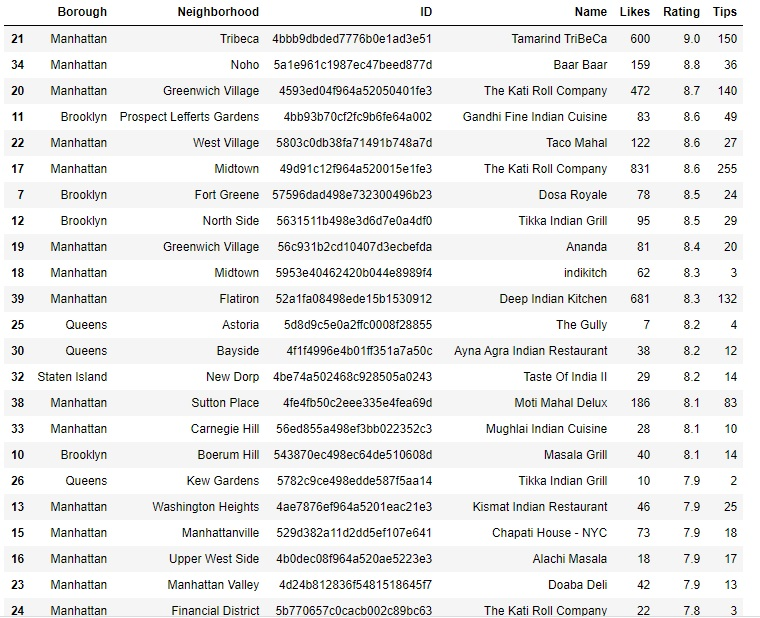 Borough Neighborhood ID Name Likes Rating Tips
21 Manhattan Tribeca 4bbb9dbded7776b0e1ad3e51 Tamarind TriBeCa 600 9.0 150
34 Manhattan Noho 5a1e961c1987ec47beed877d Baar Baar 159 8.8 36
20 Manhattan Greenwich Village 4593ed04f964a52050401fe3 The Kati Roll Company 472 8.7 140
11 Brooklyn Prospect Lefferts Gardens 4bb93b70cf2fc9b6fe64a002 Gandhi Fine Indian Cuisine 83 8.6 49
22 Manhattan West Village 5803c0db38fa71491b748a7d Taco Mahal 122 8.6 27
17 Manhattan Midtown 49d91c12f964a520015e1fe3 The Kati Roll Company 831 8.6 255
7 Brooklyn Fort Greene 57596dad498e732300496b23 Dosa Royale 78 8.5 24
12 Brooklyn North Side 5631511b498e3d6d7e0a4df0 Tikka Indian Grill 95 8.5 29
19 Manhattan Greenwich Village 56c931b2cd10407d3ecbefda Ananda 81 8.4 20
18 Manhattan Midtown 5953e40462420b044e8989f4 indikitch 62 8.3 3
39 Manhattan Flatiron 52a1fa08498ede15b1530912 Deep Indian Kitchen 681 8.3 132
25 Queens Astoria 5d8d9c5e0a2ffc0008f28855 The Gully 7 8.2 4
30 Queens Bayside 4f1f4996e4b01ff351a7a50c Ayna Agra Indian Restaurant 38 8.2 12
32 Staten Island New Dorp 4be74a502468c928505a0243 Taste Of India II 29 8.2 14
38 Manhattan Sutton Place 4fe4fb50c2eee335e4fea69d Moti Mahal Delux 186 8.1 83
33 Manhattan Carnegie Hill 56ed855a498ef3bb022352c3 Mughlai Indian Cuisine 28 8.1 10
10 Brooklyn Boerum Hill 543870ec498ec64de510608d Masala Grill 40 8.1 14
26 Queens Kew Gardens 5782c9ce498edde587f5aa14 Tikka Indian Grill 10 7.9 2
13 Manhattan Washington Heights 4ae7876ef964a5201eac21e3 Kismat Indian Restaurant 46 7.9 25
15 Manhattan Manhattanville 529d382a11d2dd5ef107e641 Chapati House - NYC 73 7.9 18
16 Manhattan Upper West Side 4b0dec08f964a520ae5223e3 Alachi Masala 18 7.9 17
23 Manhattan Manhattan Valley 4d24b812836f5481518645f7 Doaba Deli 42 7.9 13
24 Manhattan Financial District 5b770657c0cacb002c89bc63 The Kati Roll Company 22 7.8 3